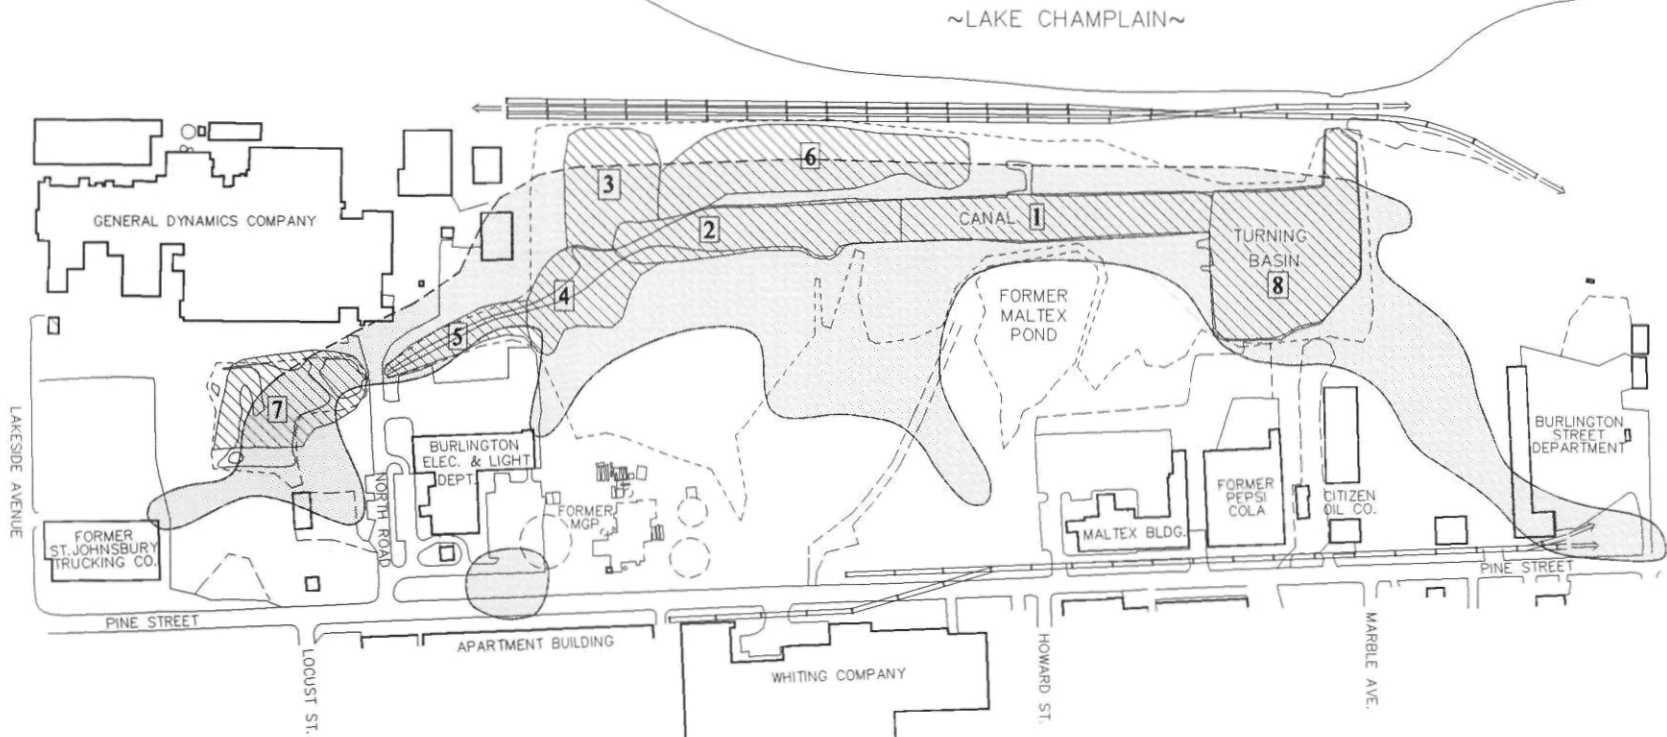 ~LAKE CHAMPLAIN~
6
3
GENERAL DYNAMICS COMPANY
2
CANAL 1
TURNING
BASIN
8
4
FORMER
MALTEX
POND
5
7
LAKESIDE AVENUE
BURLINGTON
ELEC. & LIGHT
DEPT.
NORTH ROAD
FORMER
MGP
FORMER
ST. JOHNSBURY
TRUCKING CO.
MALTEX BLDG.
FORMER
PEPSI
COLA
CITIZEN
OIL CO.
BURLINGTON
STREET
DEPARTMENT
PINE STREET
PINE STREET
LOCUST ST.
APARTMENT BUILDING
WHITING COMPANY
HOWARD ST.
MARBLE AVE.